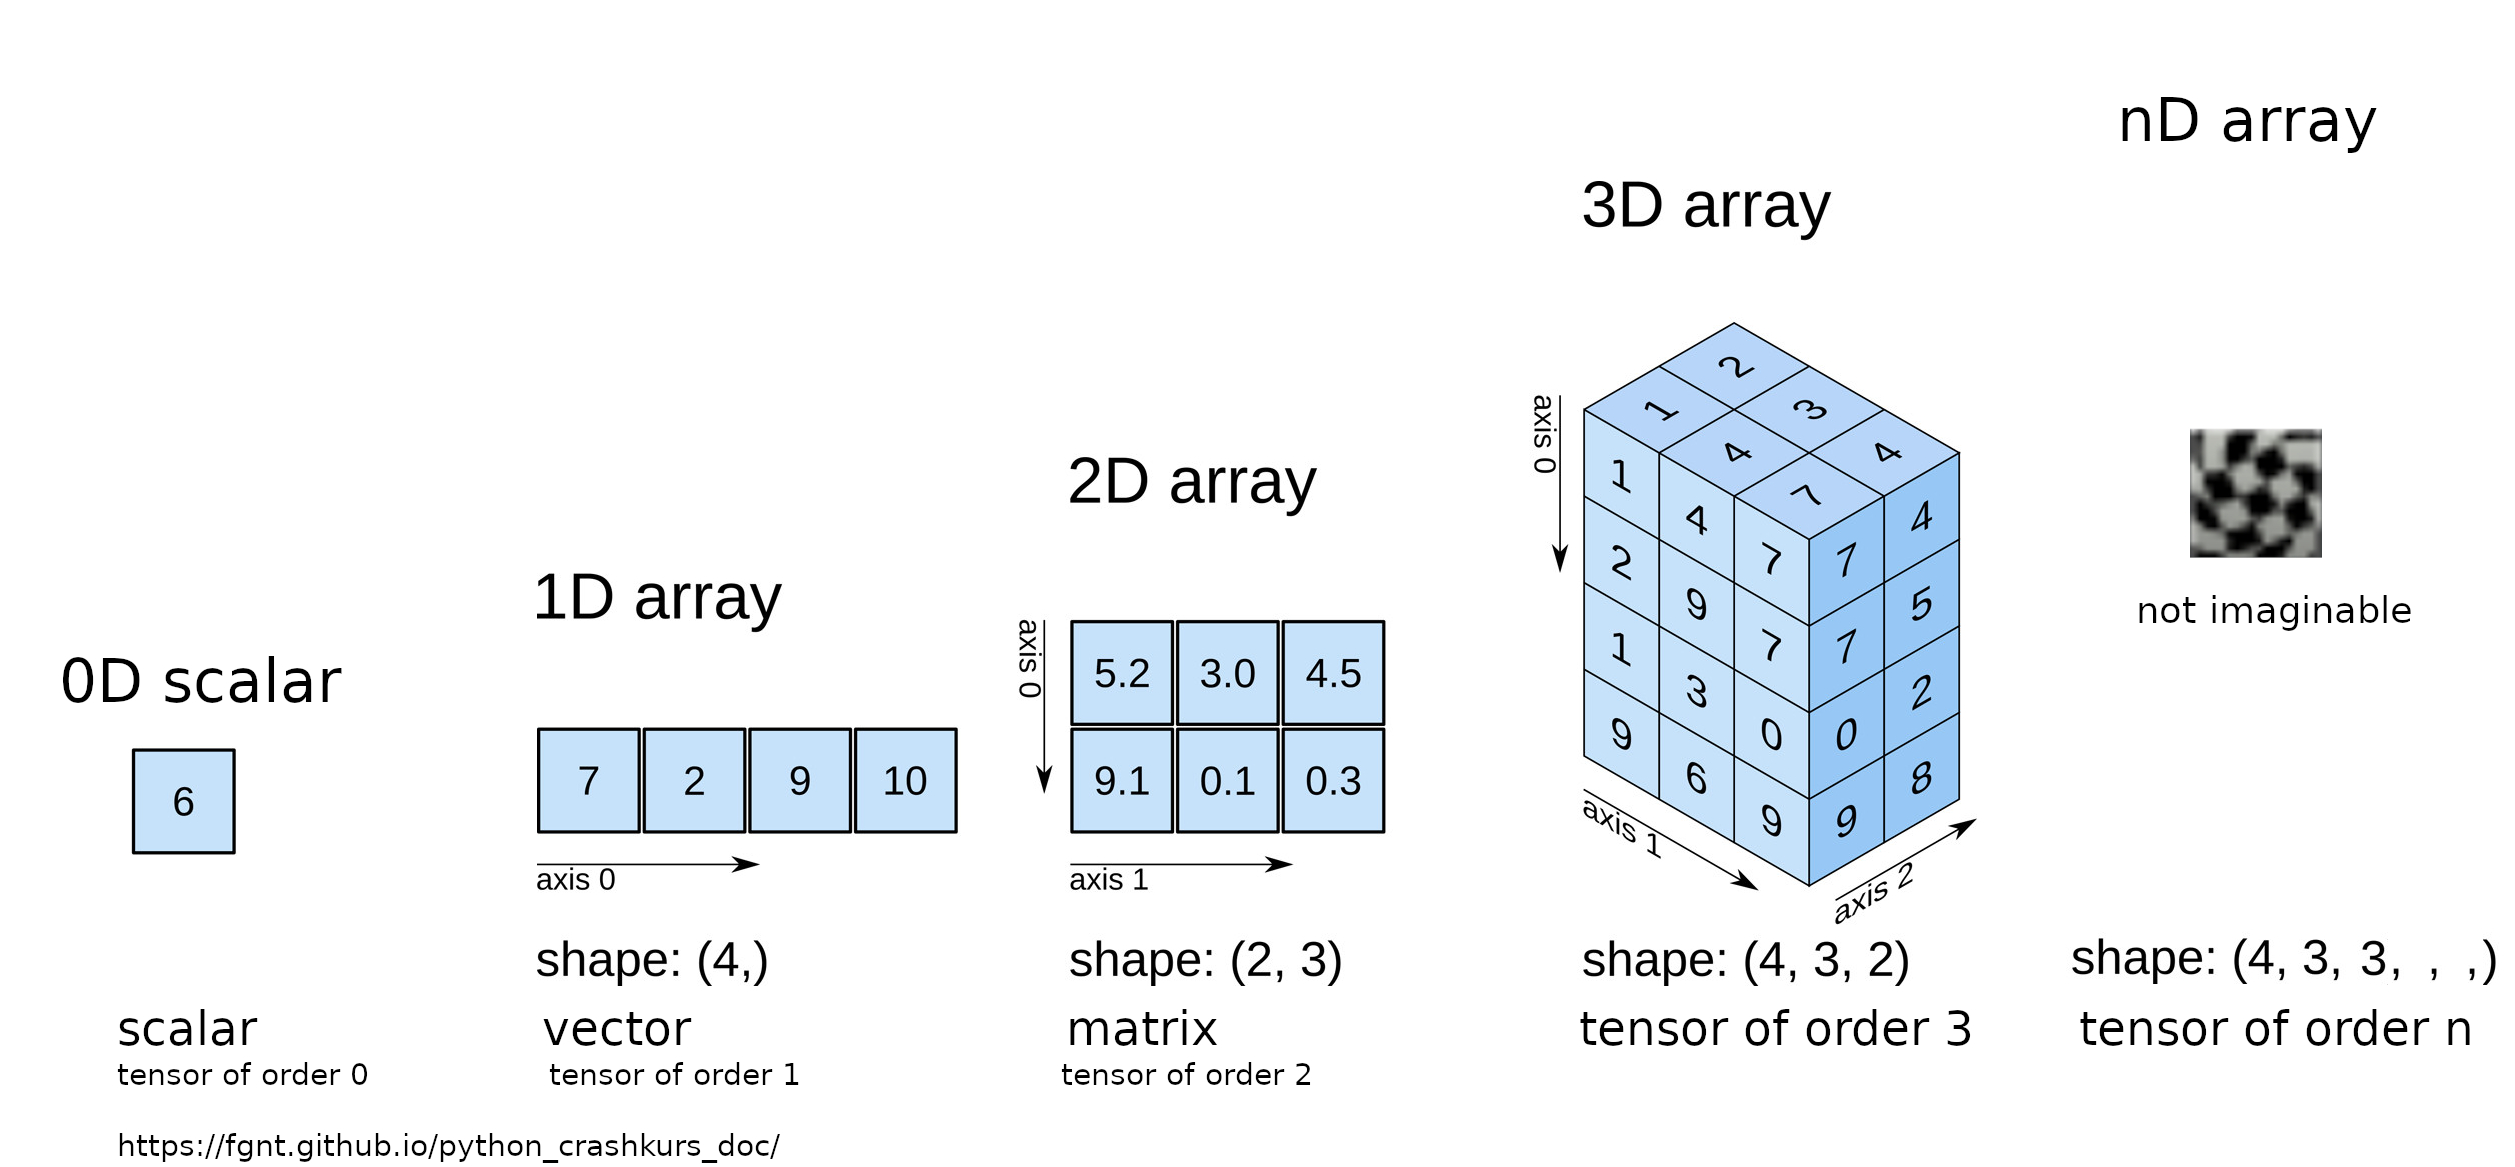 nD array
3D array
2D array
1D array
0D scalar
6
7 2 9 10
axis 0
axis 0
5.2 3.0 4.5
9.1 0.1 0.3
axis 1
axis 0
2
1 3
4 4
7
1 4 7
2 9 7
1 3 0
9 6 9
7 4
7 5
0 2
9 8
axis 1
axis 2
not imaginable
shape: (4,)
shape: (2, 3)
shape: (4, 3, 2)
shape: (4, 3, 3, , ,)
scalar
vector
matrix
tensor of order 3
tensor of order n
tensor of order 0
tensor of order 1
tensor of order 2
https://fgnt.github.io/python_crashkurs_doc/